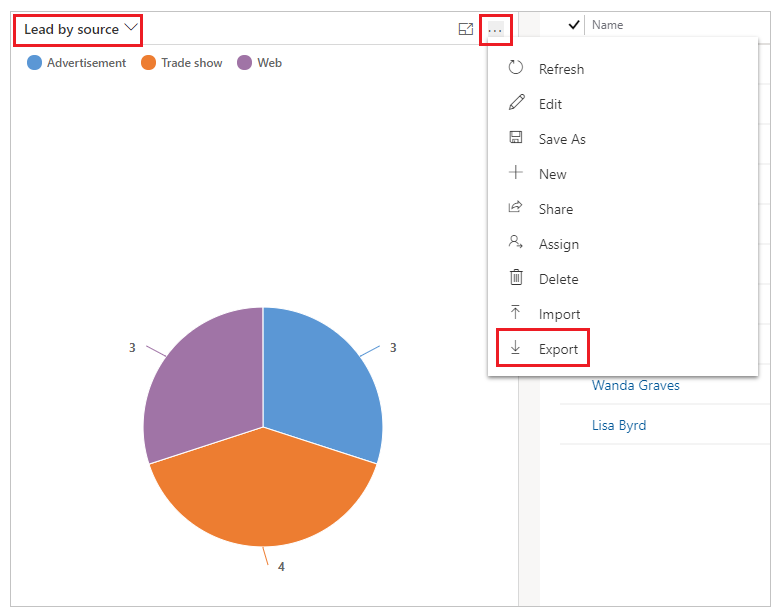 Lead by source
...
Name
Advertisement
Trade show
Web
Refresh
Edit
Save As
New
Share
Assign
Delete
Import
Export
3
3
4
Wanda Graves
Lisa Byrd